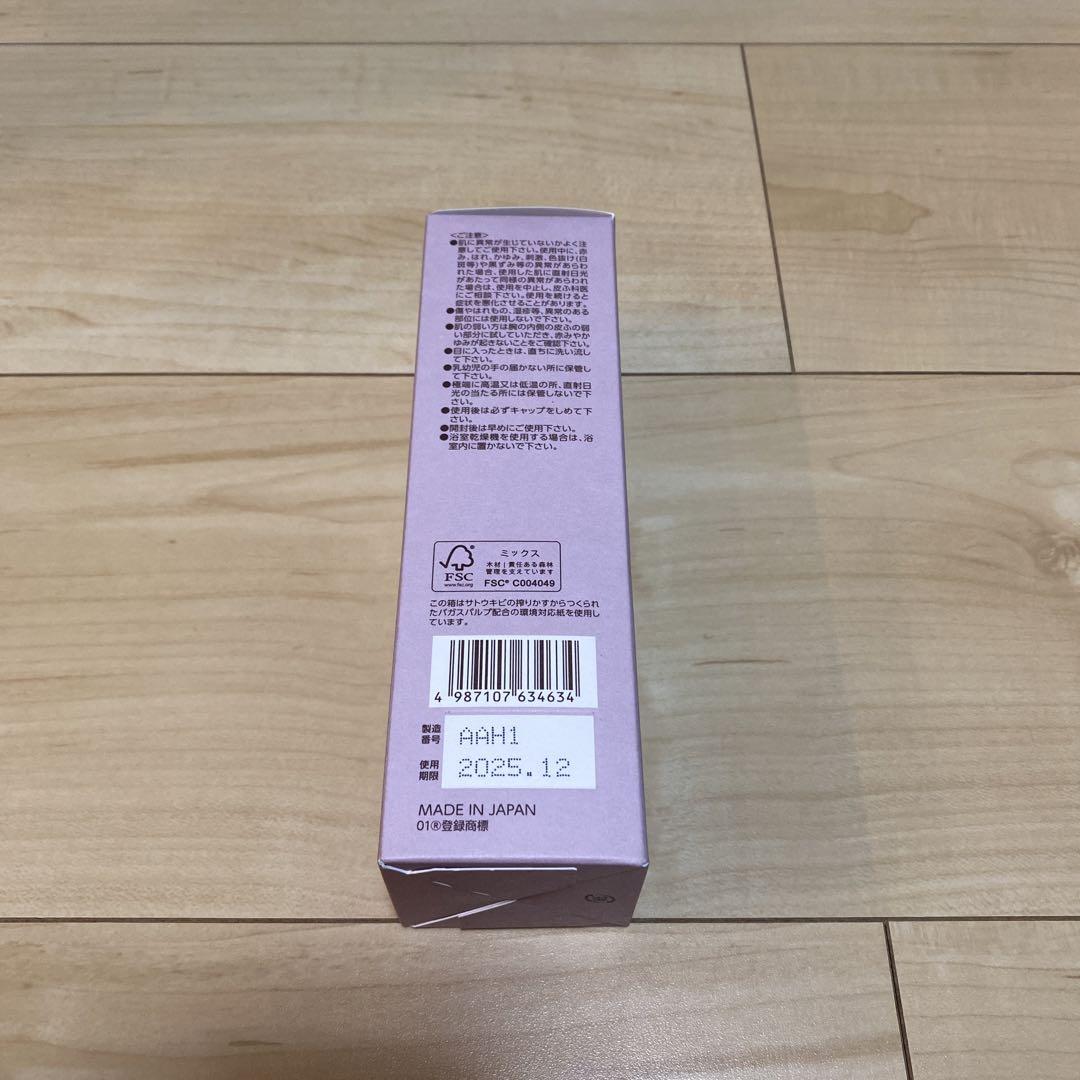 <ご注意>
●肌に異常が生じていないかよく注
意してご使用下さい。使用中に、赤
み、はれ、かゆみ、刺激、色抜け(白
斑等)や黒ずみ等の異常があらわ
れた場合、使用した肌に直射日光
があたって同様の異常があらわれ
た場合は、使用を中止し、皮ふ科医
にご相談下さい。使用を続けると
症状を悪化させることがあります。
●傷やはれもの、湿疹等、異常のある
部位には使用しないで下さい。
●肌の弱い方は腕の内側の皮ふの弱
い部分に試していただき、赤みやか
ゆみが起きないことをご確認下さい。
●目に入ったときは、直ちに洗い流し
て下さい。
●乳幼児の手の届かない所に保管し
て下さい。
●極端に高温又は低温の所、直射日
光の当たる所には保管しないで下
さい。
●使用後は必ずキャップをしめて下
さい。
●開封後は早めにご使用下さい。
●浴室乾燥機を使用する場合は、浴
室内に置かないで下さい。
FSC
www.fsc.org
ミックス
木材|責任ある森林
管理を支えています
FSC® C004049
この箱はサトウキビの搾りかすからつくられ
たバガスパルプ配合の環境対応紙を使用し
ています。
4 987107 634634
製造
番号 AAH1
使用
期限 2025.12
MADE IN JAPAN
01®登録商標